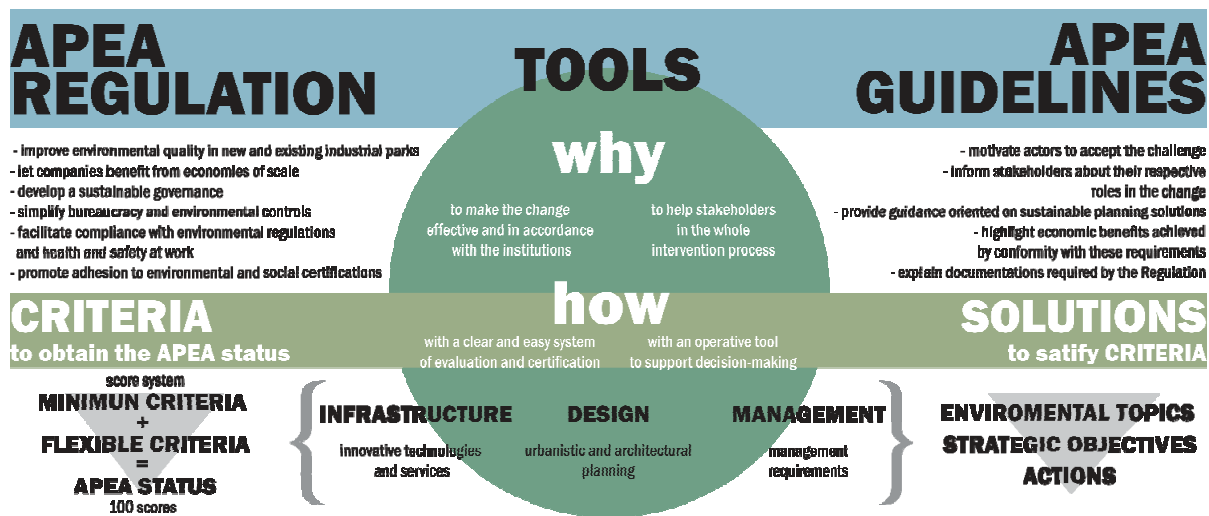 APEA
REGULATION
TOOLS
APEA
GUIDELINES
- improve environmental quality in new and existing industrial parks
- let companies benefit from economies of scale
- develop a sustainable governance
- simplify bureaucracy and environmental controls
- facilitate compliance with environmental regulations
and health and safety at work
- promote adhesion to environmental and social certifications
why
to make the change
effective and in accordance
with the institutions
to help stakeholders
in the whole
intervention process
- motivate actors to accept the challenge
- inform stakeholders about their respective
roles in the change
- provide guidance oriented on sustainable planning solutions
- highlight economic benefits achieved
by conformity with these requirements
- explain documentations required by the Regulation
CRITERIA
to obtain the APEA status
how
with a clear and easy system
of evaluation and certification
with an operative tool
to support decision-making
SOLUTIONS
to satify CRITERIA
score system
MINIMUN CRITERIA
+
FLEXIBLE CRITERIA
=
APEA STATUS
100 scores
INFRASTRUCTURE
innovative technologies
and services
DESIGN
urbanistic and architectural
planning
MANAGEMENT
management
requirements
ENVIROMENTAL TOPICS
STRATEGIC OBJECTIVES
ACTIONS